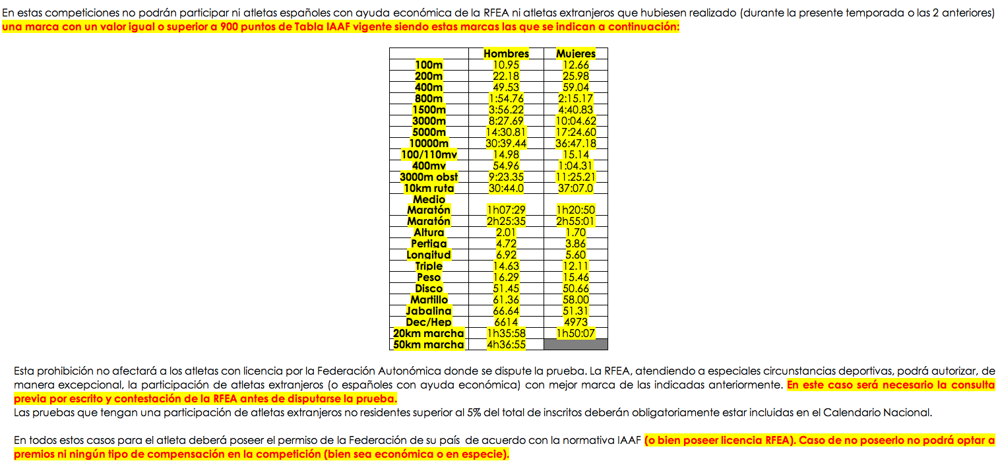 En estas competiciones no podrán participar ni atletas españoles con ayuda económica de la RFEA ni atletas extranjeros que hubiesen realizado (durante la presente temporada o las 2 anteriores)
una marca con un valor igual o superior a 900 puntos de Tabla IAAF vigente siendo estas marcas las que se indican a continuación:
Hombres Mujeres
100m 10.95 12.66
200m 22.18 25.98
400m 49.53 59.04
800m 1:54.76 2:15.17
1500m 3:56.22 4:40.83
3000m 8:27.69 10:04.62
5000m 14:30.81 17:24.60
10000m 30:39.44 36:47.18
100/110mv 14.98 15.14
400mv 54.96 1:04.31
3000m obst 9:23.35 11:25.21
10km ruta 30:44.0 37:07.0
Medio
Maratón 1h07:29 1h20:50
Maratón 2h25:35 2h55:01
Altura 2.01 1.70
Pertiga 4.72 3.86
Longitud 6.92 5.60
Triple 14.63 12.11
Peso 16.29 15.46
Disco 51.45 50.66
Martillo 61.36 58.00
Jabalina 66.64 51.31
Dec/Hep 6614 4973
20km marcha 1h35:58 1h50:07
50km marcha 4h36:55
Esta prohibición no afectará a los atletas con licencia por la Federación Autonómica donde se dispute la prueba. La RFEA, atendiendo a especiales circunstancias deportivas, podrá autorizar, de
manera excepcional, la participación de atletas extranjeros (o españoles con ayuda económica) con mejor marca de las indicadas anteriormente. En este caso será necesario la consulta
previa por escrito y contestación de la RFEA antes de disputarse la prueba.
Las pruebas que tengan una participación de atletas extranjeros no residentes superior al 5% del total de inscritos deberán obligatoriamente estar incluidas en el Calendario Nacional.
En todos estos casos para el atleta deberá poseer el permiso de la Federación de su país de acuerdo con la normativa IAAF (o bien poseer licencia RFEA). Caso de no poseerlo no podrá optar a
premios ni ningún tipo de compensación en la competición (bien sea económica o en especie).